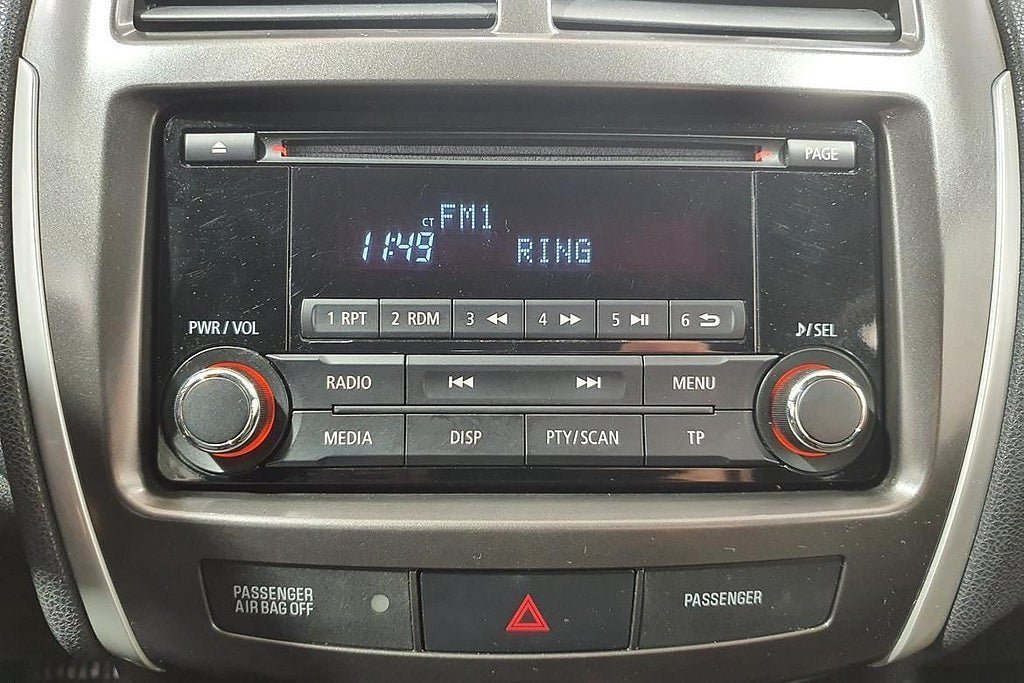 PAGE
CT FM1
11:49 RING
1 RPT 2 RDM 3 4 5 6
PWR/VOL
♪/SEL
RADIO MENU
MEDIA DISP PTY/SCAN TP
PASSENGER
AIR BAG OFF
PASSENGER